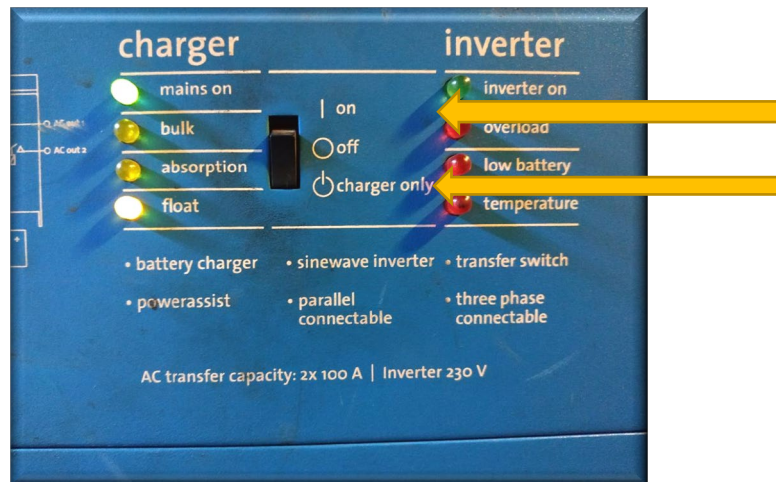 charger
mains on
bulk
absorption
float
| on
off
charger only
inverter
inverter on
overload
low battery
temperature
AC out 1
AC out 2
• battery charger
• powerassist
• sinewave inverter
• parallel
connectable
• transfer switch
• three phase
connectable
AC transfer capacity: 2x 100 A | Inverter 230 V